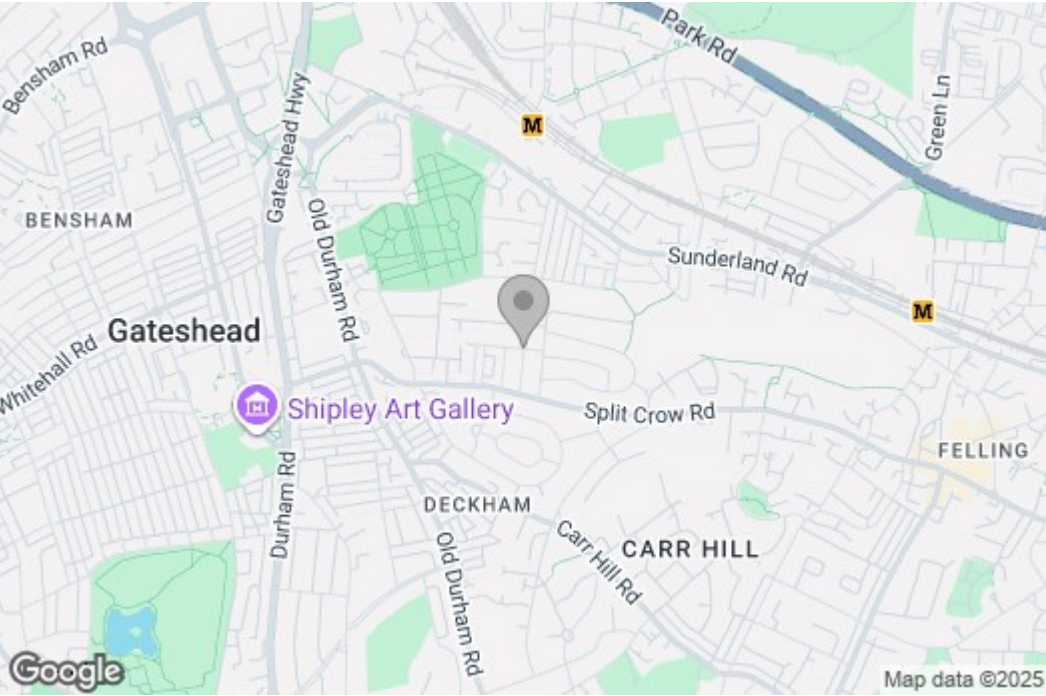 Bensham Rd
Park Rd
Green Ln
M
Gateshead Hwy
BENSHAM
Old Durham Rd
Sunderland Rd
M
Gateshead
Whitehall Rd
Shipley Art Gallery
Split Crow Rd
FELLING
Durham Rd
DECKHAM
Carr Hill Rd
CARR HILL
Old Durham Rd
Google
Map data ©2025